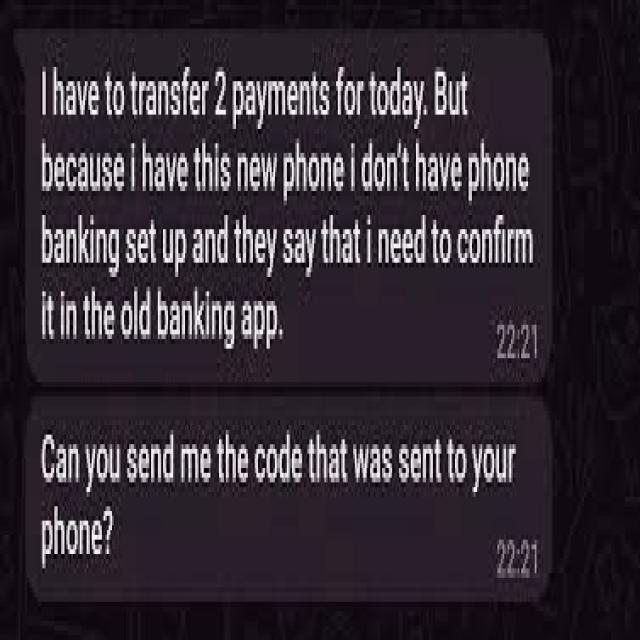 I have to transfer 2 payments for today. But
because i have this new phone i don't have phone
banking set up and they say that i need to confirm
it in the old banking app.
22:21
Can you send me the code that was sent to your
phone?
22:21